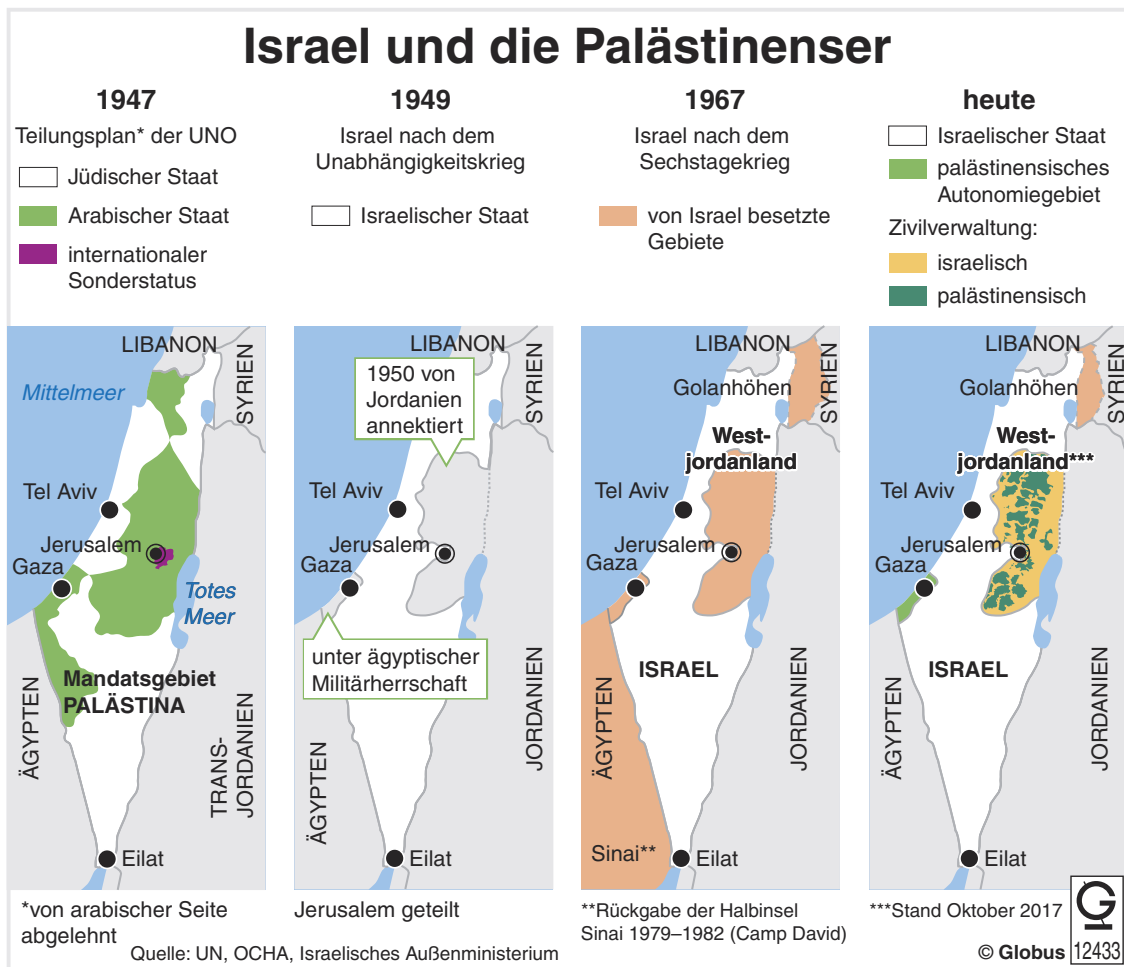 Israel und die Palästinenser
1947
Teilungsplan* der UNO
Jüdischer Staat
Arabischer Staat
internationaler
Sonderstatus
1949
Israel nach dem
Unabhängigkeitskrieg
Israelischer Staat
1967
Israel nach dem
Sechstagekrieg
von Israel besetzte
Gebiete
heute
Israelischer Staat
palästinensisches
Autonomiegebiet
Zivilverwaltung:
israelisch
palästinensisch
LIBANON
SYRIEN
Mittelmeer
Tel Aviv
Jerusalem
Gaza
Totes
Meer
Mandatsgebiet
PALÄSTINA
ÄGYPTEN
TRANS-
JORDANIEN
Eilat
*von arabischer Seite
abgelehnt
LIBANON
SYRIEN
1950 von
Jordanien
annektiert
Tel Aviv
Jerusalem
Gaza
unter ägyptischer
Militärherrschaft
ÄGYPTEN
JORDANIEN
Eilat
Jerusalem geteilt
LIBANON
SYRIEN
Golanhöhen
West-
jordanland
Tel Aviv
Jerusalem
Gaza
ISRAEL
ÄGYPTEN
JORDANIEN
Sinai**
Eilat
**Rückgabe der Halbinsel
Sinai 1979–1982 (Camp David)
LIBANON
SYRIEN
Golanhöhen
West-
jordanland***
Tel Aviv
Jerusalem
Gaza
ISRAEL
ÄGYPTEN
JORDANIEN
Eilat
***Stand Oktober 2017
Quelle: UN, OCHA, Israelisches Außenministerium
© Globus
G
12433